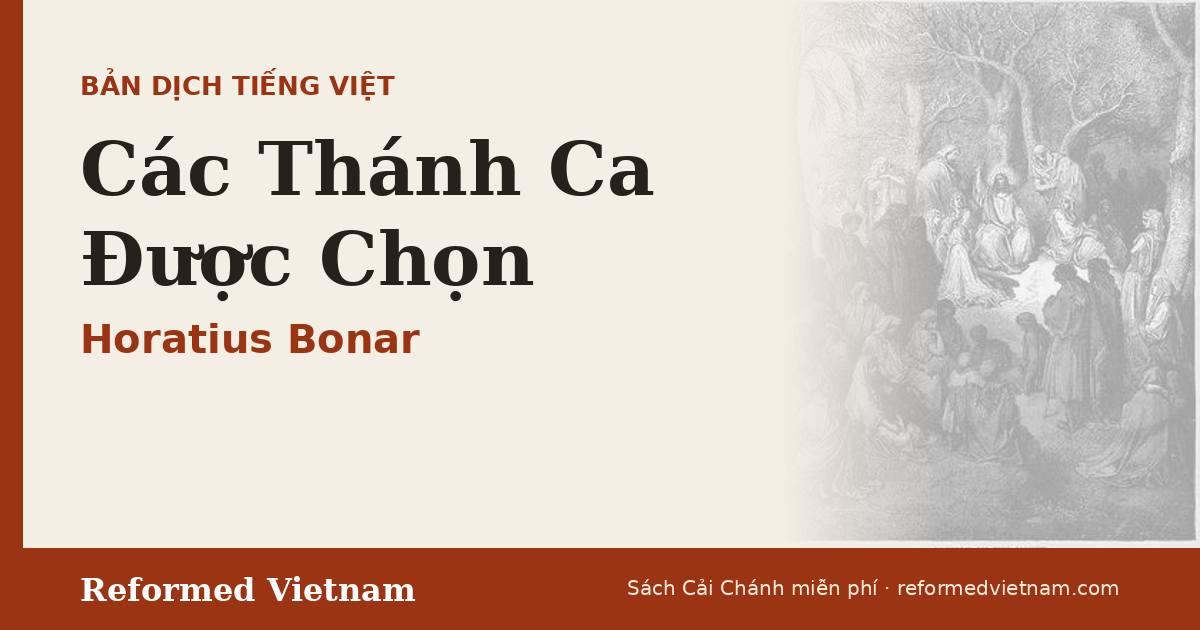 BẢN DỊCH TIẾNG VIỆT
Các Thánh Ca
Được Chọn
Horatius Bonar
Reformed Vietnam
Sách Cải Chánh miễn phí · reformedvietnam.com